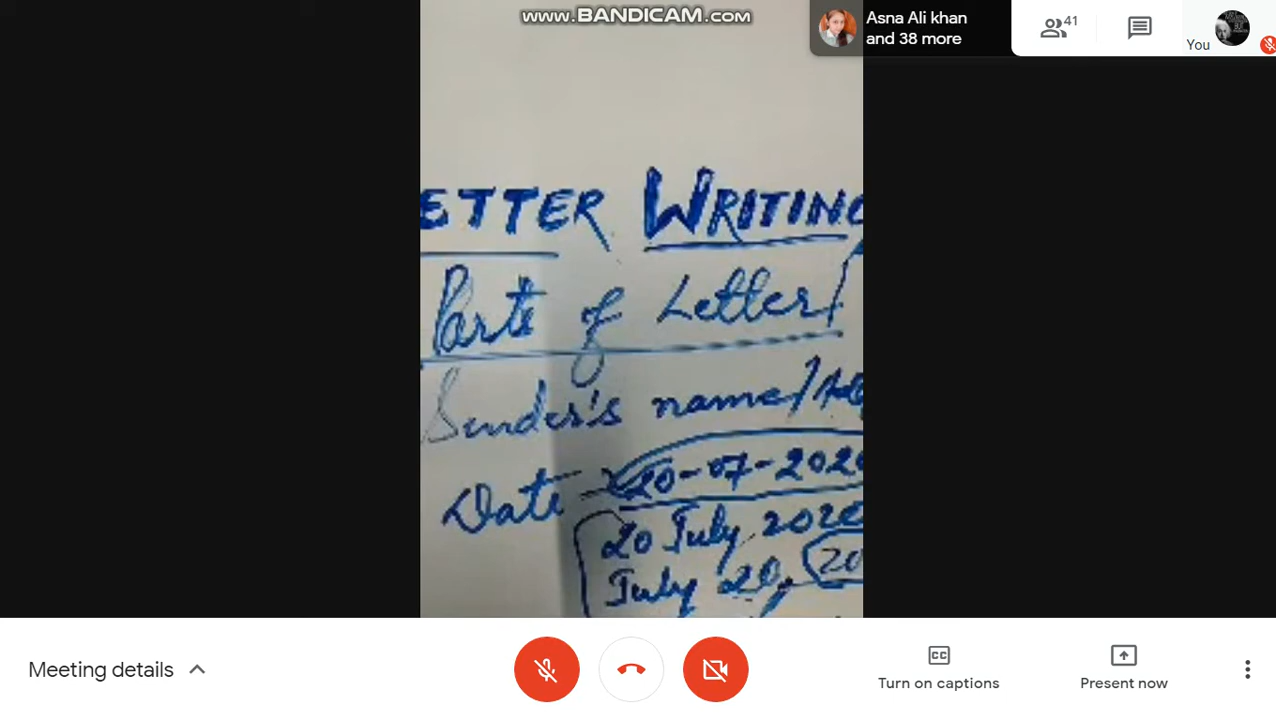 www.BANDICAM.com
Asna Ali khan
and 38 more
41
You
ETTER WRITING
Parts of Letter/
Sender's name/
Date 20-07-2020
20 July, 2020
July 20, 20
Meeting details
Turn on captions
Present now